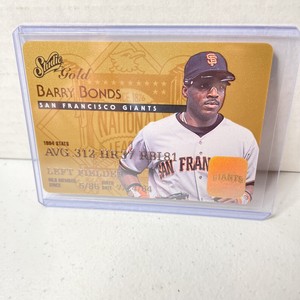 Studio
Gold
BARRY BONDS
SAN FRANCISCO GIANTS
1994 STATS
AVG .312 HR 37 RBI 81
LEFT FIELDER
SAN FRAN
GIANTS